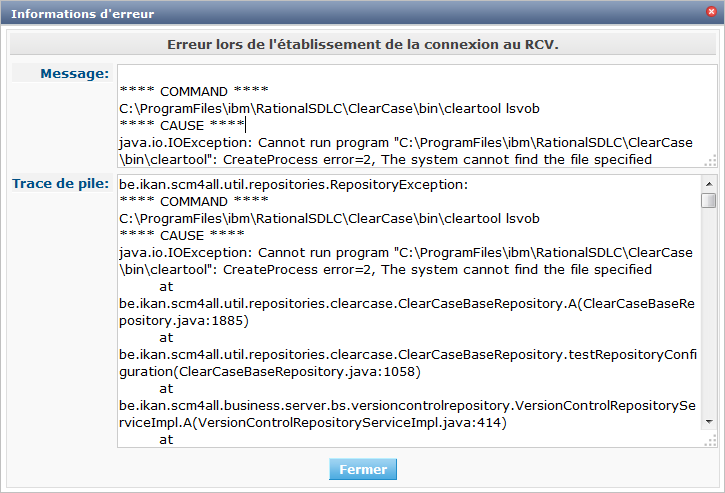 Informations d'erreur
Erreur lors de l'établissement de la connexion au RCV.
Message:
**** COMMAND ****
C:\ProgramFiles\ibm\RationalSDLC\ClearCase\bin\cleartool lsvob
**** CAUSE ****
java.io.IOException: Cannot run program "C:\ProgramFiles\ibm\RationalSDLC\ClearCase
\bin\cleartool": CreateProcess error=2, The system cannot find the file specified
Trace de pile:
be.ikan.scm4all.util.repositories.RepositoryException:
**** COMMAND ****
C:\ProgramFiles\ibm\RationalSDLC\ClearCase\bin\cleartool lsvob
**** CAUSE ****
java.io.IOException: Cannot run program "C:\ProgramFiles\ibm\RationalSDLC\ClearCase
\bin\cleartool": CreateProcess error=2, The system cannot find the file specified
at
be.ikan.scm4all.util.repositories.clearcase.ClearCaseBaseRepository.A(ClearCaseBaseRe
pository.java:1885)
at
be.ikan.scm4all.util.repositories.clearcase.ClearCaseBaseRepository.testRepositoryConfi
guration(ClearCaseBaseRepository.java:1058)
at
be.ikan.scm4all.business.server.bs.versioncontrolrepository.VersionControlRepositorySe
rviceImpl.A(VersionControlRepositoryServiceImpl.java:414)
at
Fermer